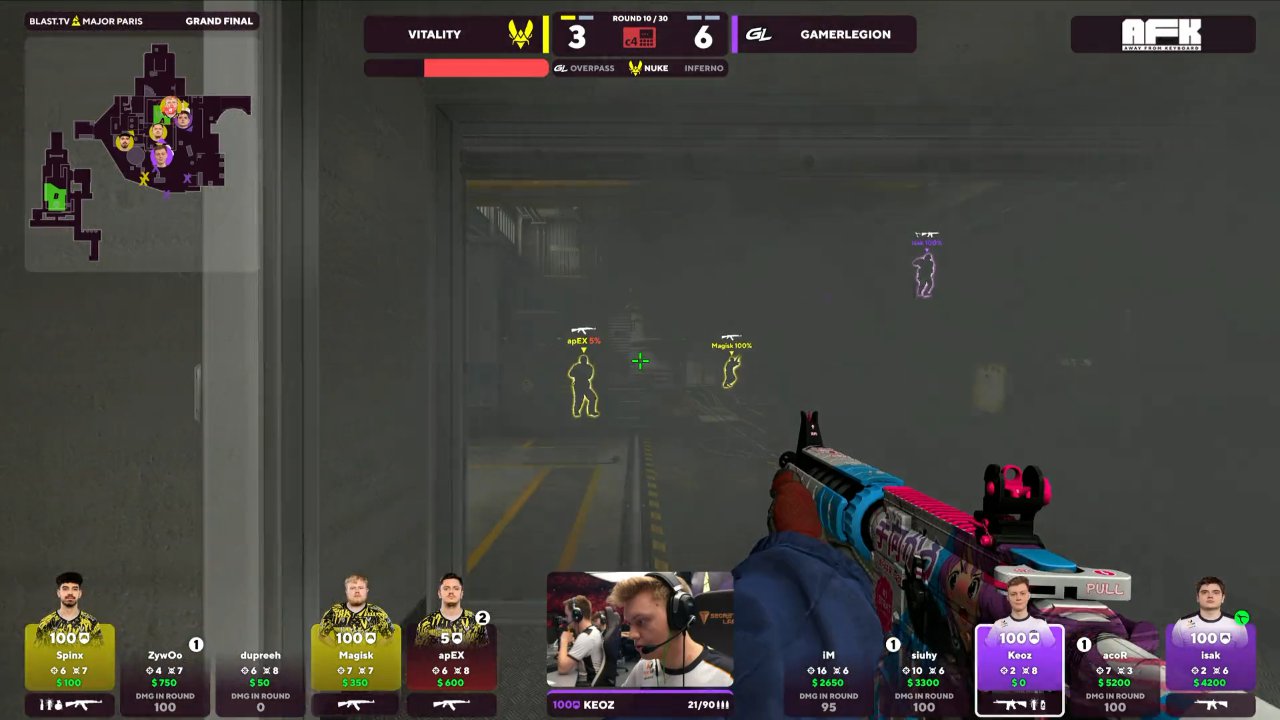 BLAST.TV MAJOR PARIS GRAND FINAL
VITALITY 3 ROUND 10 / 30 6 GL GAMERLEGION
C4
AFK
AWAY FROM KEYBOARD
GL OVERPASS NUKE INFERNO
isak 100%
apEX 5%
Magisk 100%
PULL
100 Spinx 6 7 $100
1 ZywOo 4 7 $750 DMG IN ROUND 100
dupreeh 6 8 $50 DMG IN ROUND 0
100 Magisk 7 7 $350
2 5 apEX 6 8 $600
100 KEOZ 21/90
iM 16 6 $2650 DMG IN ROUND 95
1 siuhy 10 6 $3300 DMG IN ROUND 100
100 Keoz 2 8 $0
1 acoR 7 3 $5200 DMG IN ROUND 100
100 isak 2 6 $4200